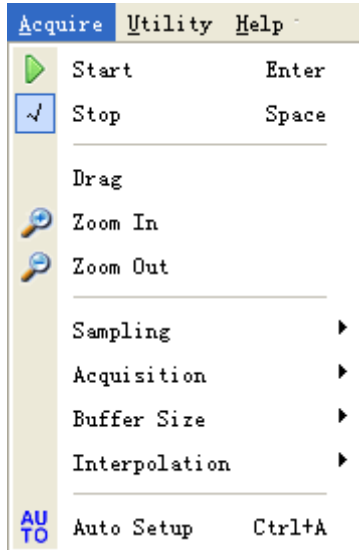 Acquire Utility Help
Start Enter
Stop Space
Drag
Zoom In
Zoom Out
Sampling
Acquisition
Buffer Size
Interpolation
AUTO Auto Setup Ctrl+A